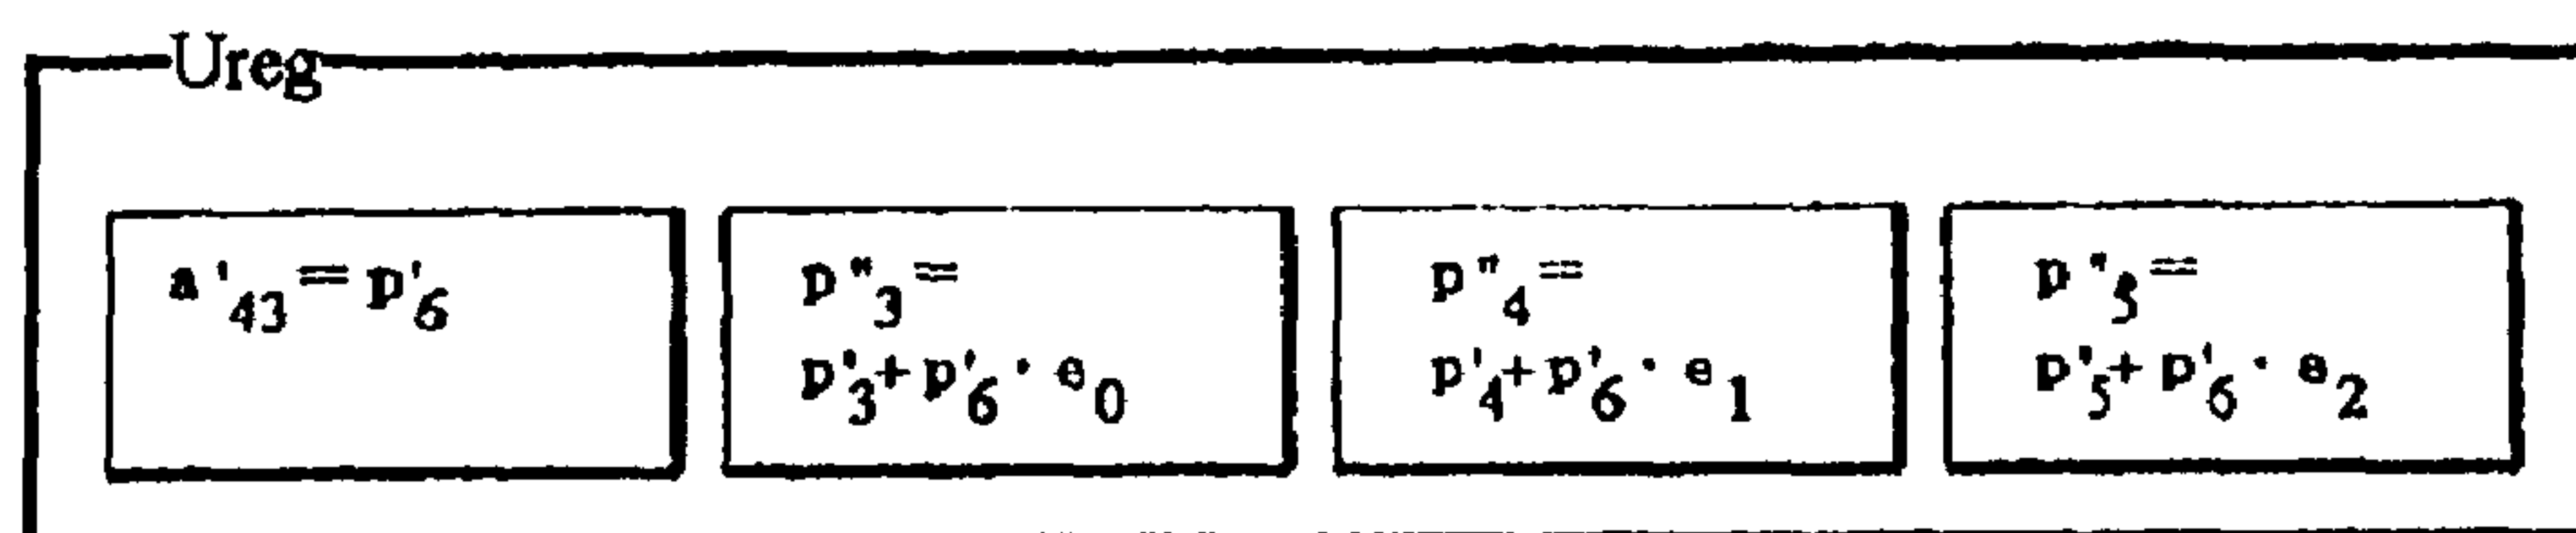 Ureg
a'₄₃ = p'₆
p"₃ =
p'₃ + p'₆ · e₀
p"₄ =
p'₄ + p'₆ · e₁
p"₅ =
p'₅ + p'₆ · e₂